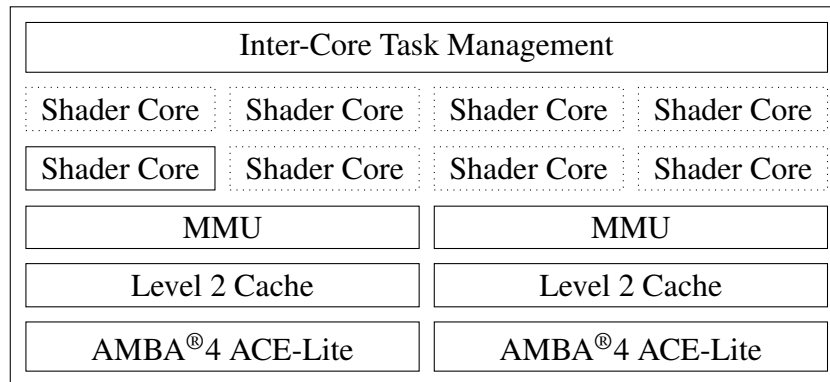 Inter-Core Task Management
Shader Core Shader Core Shader Core Shader Core
Shader Core Shader Core Shader Core Shader Core
MMU MMU
Level 2 Cache Level 2 Cache
AMBA®4 ACE-Lite AMBA®4 ACE-Lite